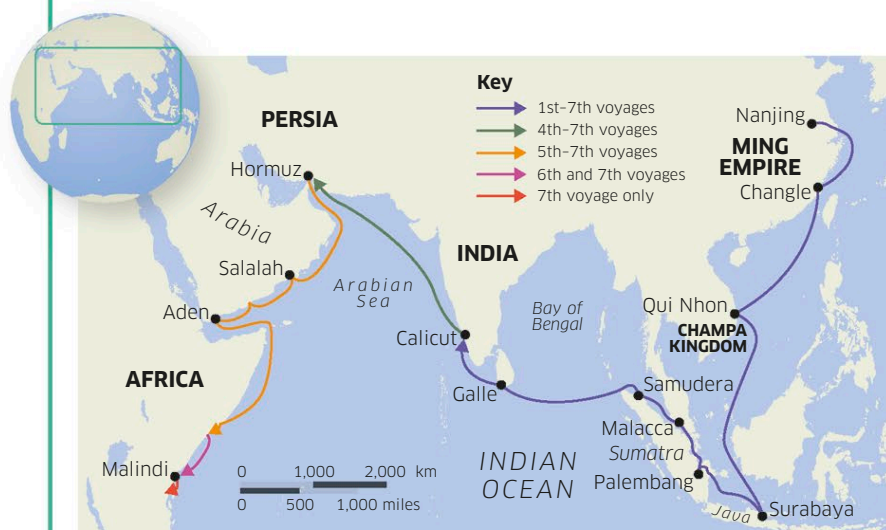 Key
1st–7th voyages
4th–7th voyages
5th–7th voyages
6th and 7th voyages
7th voyage only
PERSIA
Hormuz
Arabia
Salalah
Aden
AFRICA
Malindi
Arabian
Sea
INDIA
Calicut
Galle
Bay of
Bengal
Nanjing
MING
EMPIRE
Changle
Qui Nhon
CHAMPA
KINGDOM
Samudera
Malacca
Sumatra
Palembang
Java
Surabaya
INDIAN
OCEAN
0 1,000 2,000 km
0 500 1,000 miles